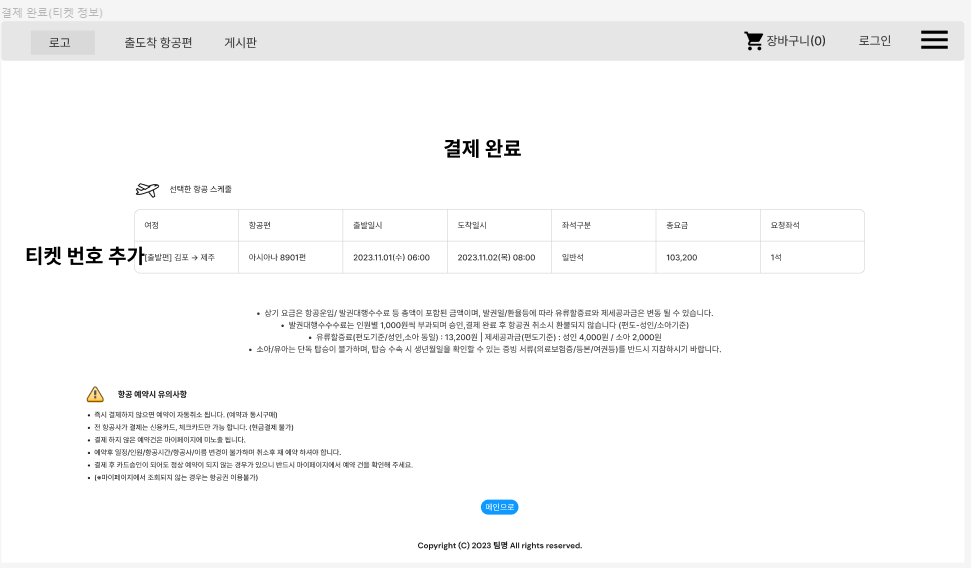 결제 완료(티켓 정보)
로고 출도착 항공편 게시판 장바구니(0) 로그인
결제 완료
선택한 항공 스케줄
여정 항공편 출발일시 도착일시 좌석구분 총요금 요청좌석
티켓 번호 추가
[출발편] 김포 → 제주 아시아나 8901편 2023.11.01(수) 06:00 2023.11.02(목) 08:00 일반석 103,200 1석
• 상기 요금은 항공운임/ 발권대행수수료 등 총액이 포함된 금액이며, 발권일/환율등에 따라 유류할증료와 제세공과금은 변동 될 수 있습니다.
• 발권대행수수수료는 인원별 1,000원씩 부과되며 승인,결제 완료 후 항공권 취소시 환불되지 않습니다 (편도-성인/소아기준)
• 유류할증료(편도기준/성인,소아 동일) : 13,200원 | 제세공과금(편도기준) : 성인 4,000원 / 소아 2,000원
• 소아/유아는 단독 탑승이 불가하며, 탑승 수속 시 생년월일을 확인할 수 있는 증빙 서류(의료보험증/등본/여권등)를 반드시 지참하시기 바랍니다.
항공 예약시 유의사항
• 즉시 결제하지 않으면 예약이 자동취소 됩니다. (예약과 동시구매)
• 전 항공사가 결제는 신용카드, 체크카드만 가능 합니다. (현금결제 불가)
• 결제 하지 않은 예약건은 마이페이지에 미노출 됩니다.
• 예약후 일정/인원/항공시간/항공사/이름 변경이 불가하며 취소후 재 예약 하셔야 합니다.
• 결제 후 카드승인이 되어도 정상 예약이 되지 않는 경우가 있으니 반드시 마이페이지에서 예약 건을 확인해 주세요.
• (※마이페이지에서 조회되지 않는 경우는 항공권 이용불가)
메인으로
Copyright (C) 2023 팀명 All rights reserved.